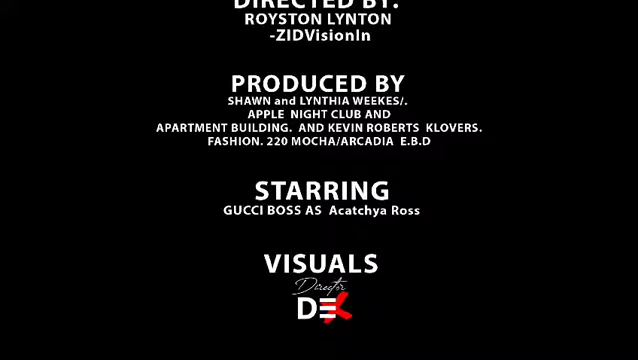 DIRECTED BY:
ROYSTON LYNTON
-ZIDVisionIn
PRODUCED BY
SHAWN and LYNTHIA WEEKES/.
APPLE NIGHT CLUB AND
APARTMENT BUILDING. AND KEVIN ROBERTS KLOVERS.
FASHION. 220 MOCHA/ARCADIA E.B.D
STARRING
GUCCI BOSS AS Acatchya Ross
VISUALS
Director
DEX